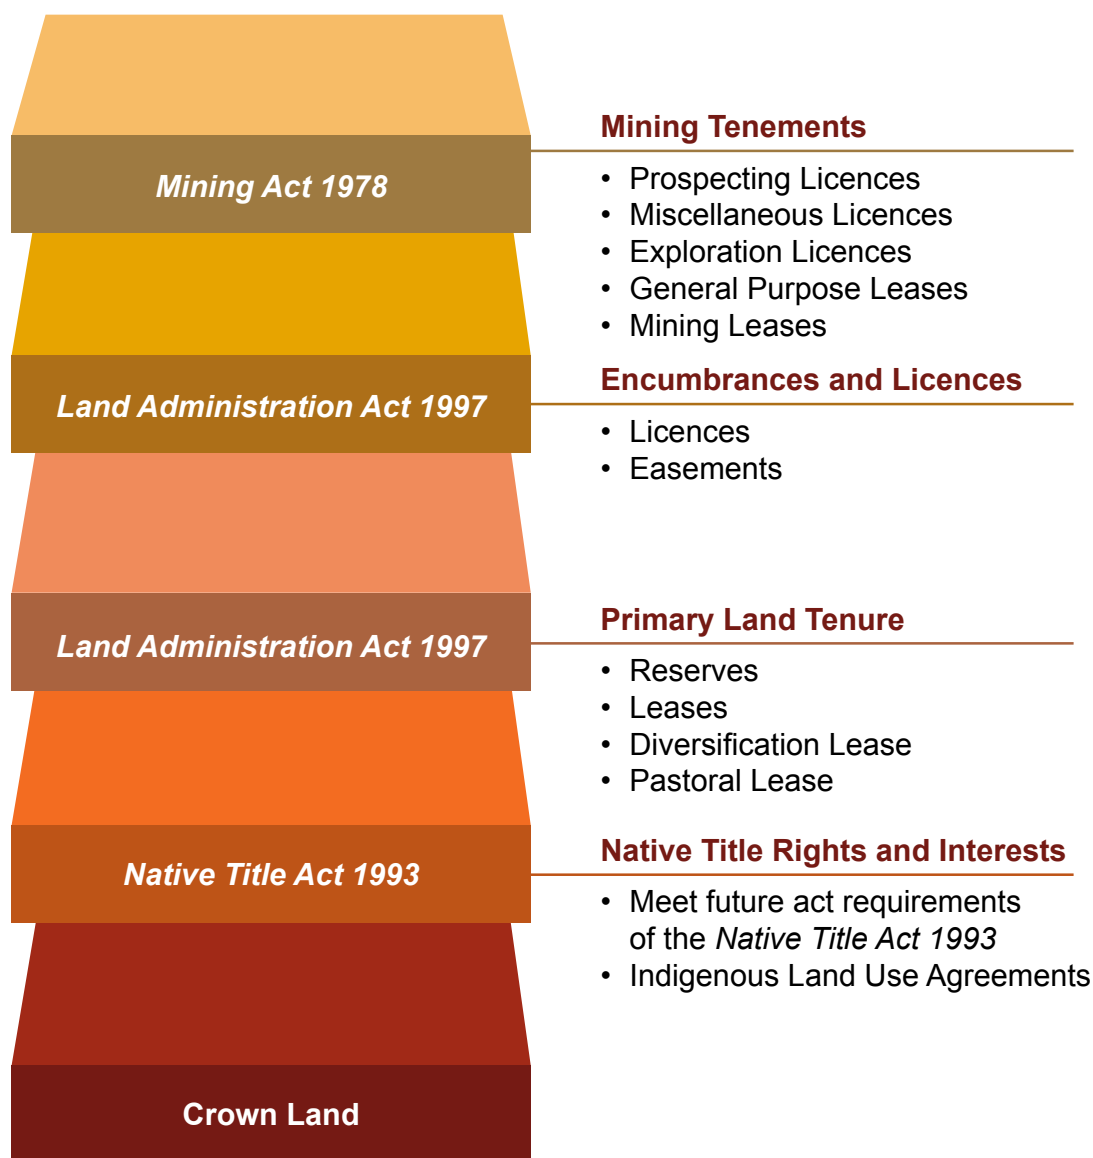 Mining Act 1978
Mining Tenements
• Prospecting Licences
• Miscellaneous Licences
• Exploration Licences
• General Purpose Leases
• Mining Leases
Land Administration Act 1997
Encumbrances and Licences
• Licences
• Easements
Land Administration Act 1997
Primary Land Tenure
• Reserves
• Leases
• Diversification Lease
• Pastoral Lease
Native Title Act 1993
Native Title Rights and Interests
• Meet future act requirements
of the Native Title Act 1993
• Indigenous Land Use Agreements
Crown Land